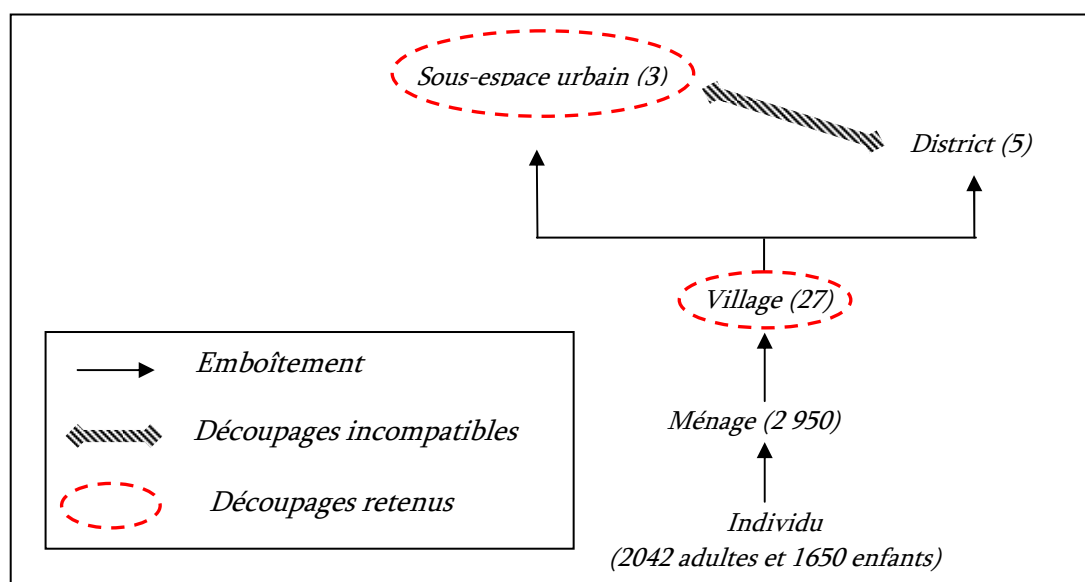 Sous-espace urbain (3)
District (5)
Village (27)
Emboîtement
Découpages incompatibles
Ménage (2 950)
Découpages retenus
Individu
(2042 adultes et 1650 enfants)